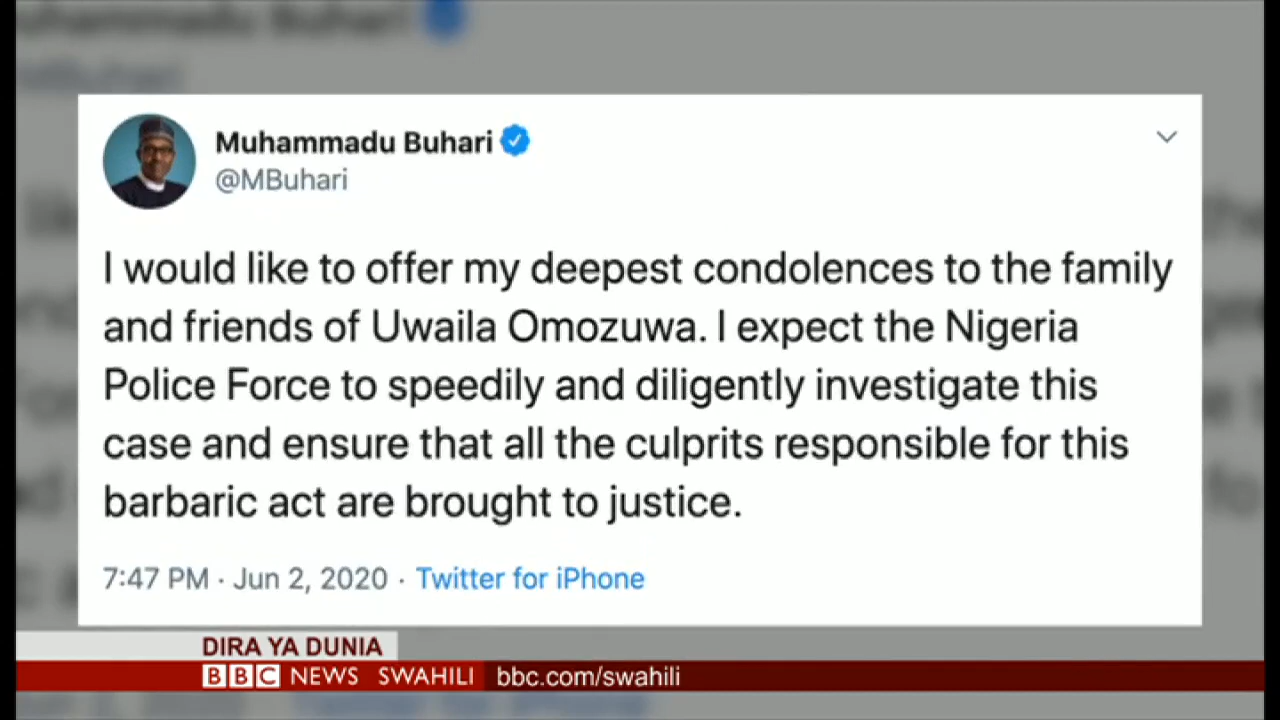 Muhammadu Buhari
@MBuhari
I would like to offer my deepest condolences to the family
and friends of Uwaila Omozuwa. I expect the Nigeria
Police Force to speedily and diligently investigate this
case and ensure that all the culprits responsible for this
barbaric act are brought to justice.
7:47 PM · Jun 2, 2020 · Twitter for iPhone
DIRA YA DUNIA
BBC NEWS SWAHILI bbc.com/swahili